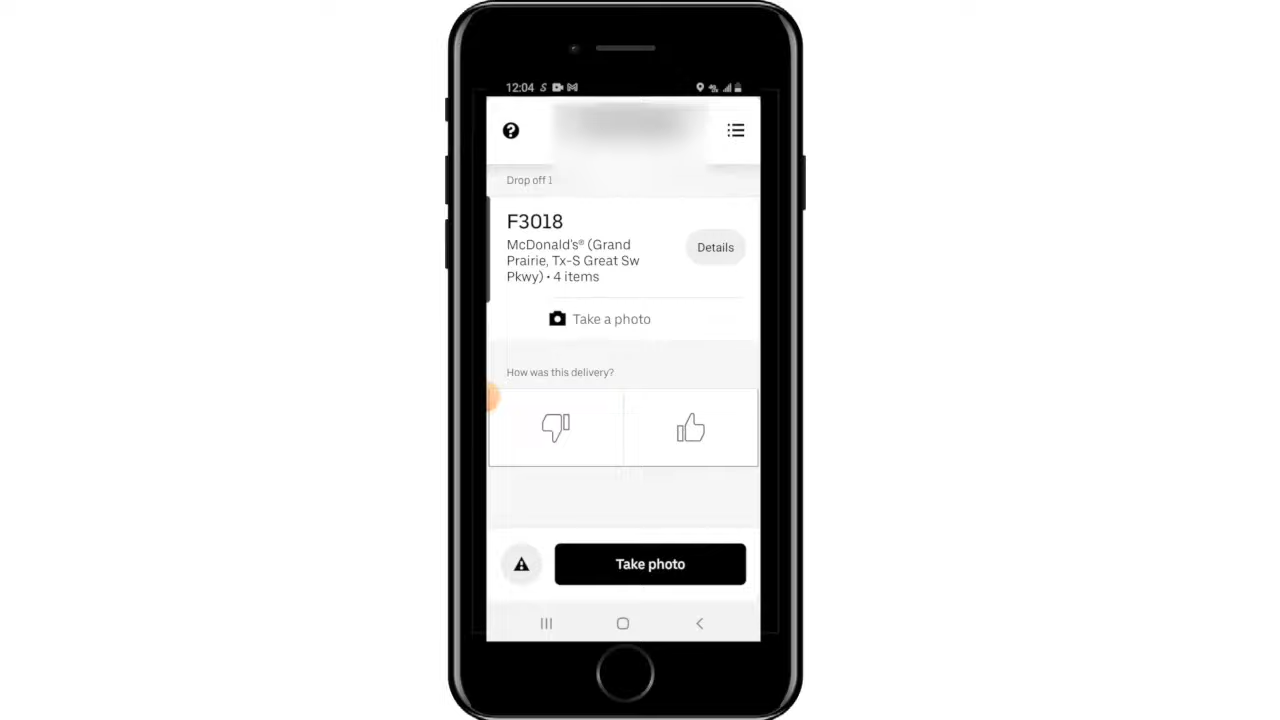 12:04
Drop off 1
F3018
McDonald's® (Grand
Prairie, Tx-S Great Sw
Pkwy) • 4 items
Details
Take a photo
How was this delivery?
Take photo